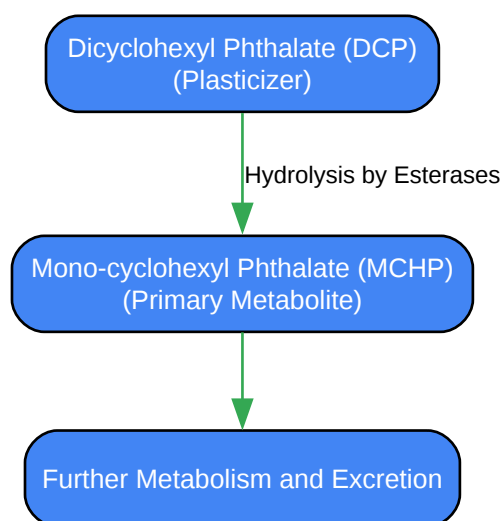 Dicyclohexyl Phthalate (DCP)
(Plasticizer)
Hydrolysis by Esterases
Mono-cyclohexyl Phthalate (MCHP)
(Primary Metabolite)
Further Metabolism and Excretion